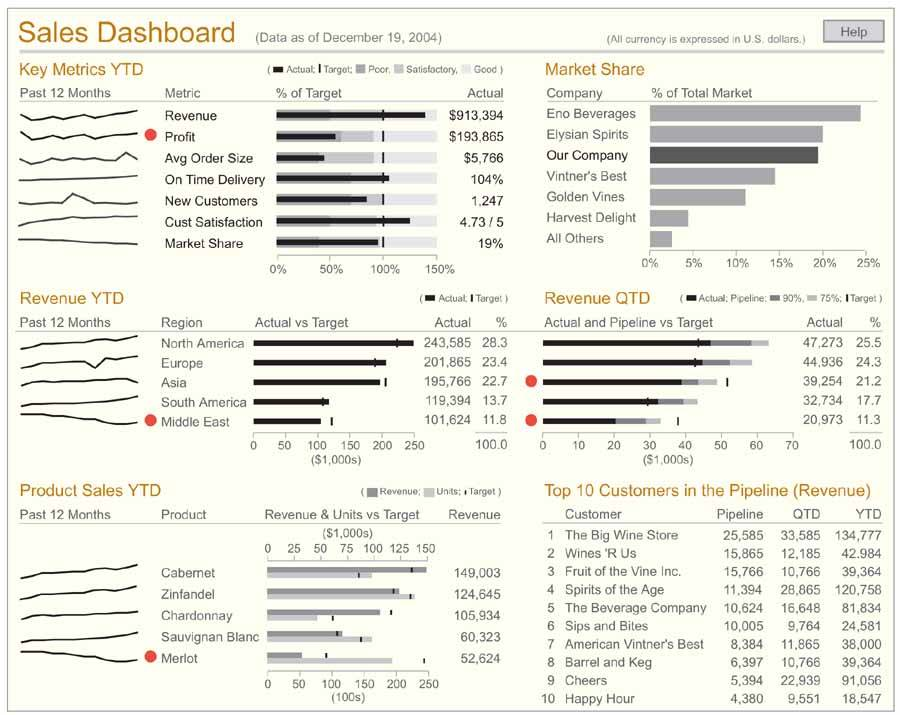 Sales Dashboard (Data as of December 19, 2004) (All currency is expressed in U.S. dollars.) Help
Key Metrics YTD ( Actual; Target; Poor, Satisfactory, Good )
Past 12 Months Metric % of Target Actual
Revenue $913,394
Profit $193,865
Avg Order Size $5,766
On Time Delivery 104%
New Customers 1,247
Cust Satisfaction 4.73 / 5
Market Share 19%
0% 50% 100% 150%
Market Share
Company % of Total Market
Eno Beverages
Elysian Spirits
Our Company
Vintner's Best
Golden Vines
Harvest Delight
All Others
0% 5% 10% 15% 20% 25%
Revenue YTD ( Actual; Target )
Past 12 Months Region Actual vs Target Actual %
North America 243,585 28.3
Europe 201,865 23.4
Asia 195,766 22.7
South America 119,394 13.7
Middle East 101,624 11.8
0 50 100 150 200 250 100.0
($1,000s)
Revenue QTD ( Actual; Pipeline; 90%, 75%; Target )
Actual and Pipeline vs Target Actual %
47,273 25.5
44,936 24.3
39,254 21.2
32,734 17.7
20,973 11.3
0 10 20 30 40 50 60 70 100.0
($1,000s)
Product Sales YTD ( Revenue; Units; Target )
Past 12 Months Product Revenue & Units vs Target Revenue
($1,000s)
0 25 50 75 100 125 150
Cabernet 149,003
Zinfandel 124,645
Chardonnay 105,934
Sauvignan Blanc 60,323
Merlot 52,624
0 50 100 150 200 250
(100s)
Top 10 Customers in the Pipeline (Revenue)
Customer Pipeline QTD YTD
1 The Big Wine Store 25,585 33,585 134,777
2 Wines 'R Us 15,865 12,185 42.984
3 Fruit of the Vine Inc. 15,766 10,766 39,364
4 Spirits of the Age 11,394 28,865 120,758
5 The Beverage Company 10,624 16,648 81,834
6 Sips and Bites 10,005 9,764 24,581
7 American Vintner's Best 8,384 11,865 38,000
8 Barrel and Keg 6,397 10,766 39,364
9 Cheers 5,394 22,939 91,056
10 Happy Hour 4,380 9,551 18,547